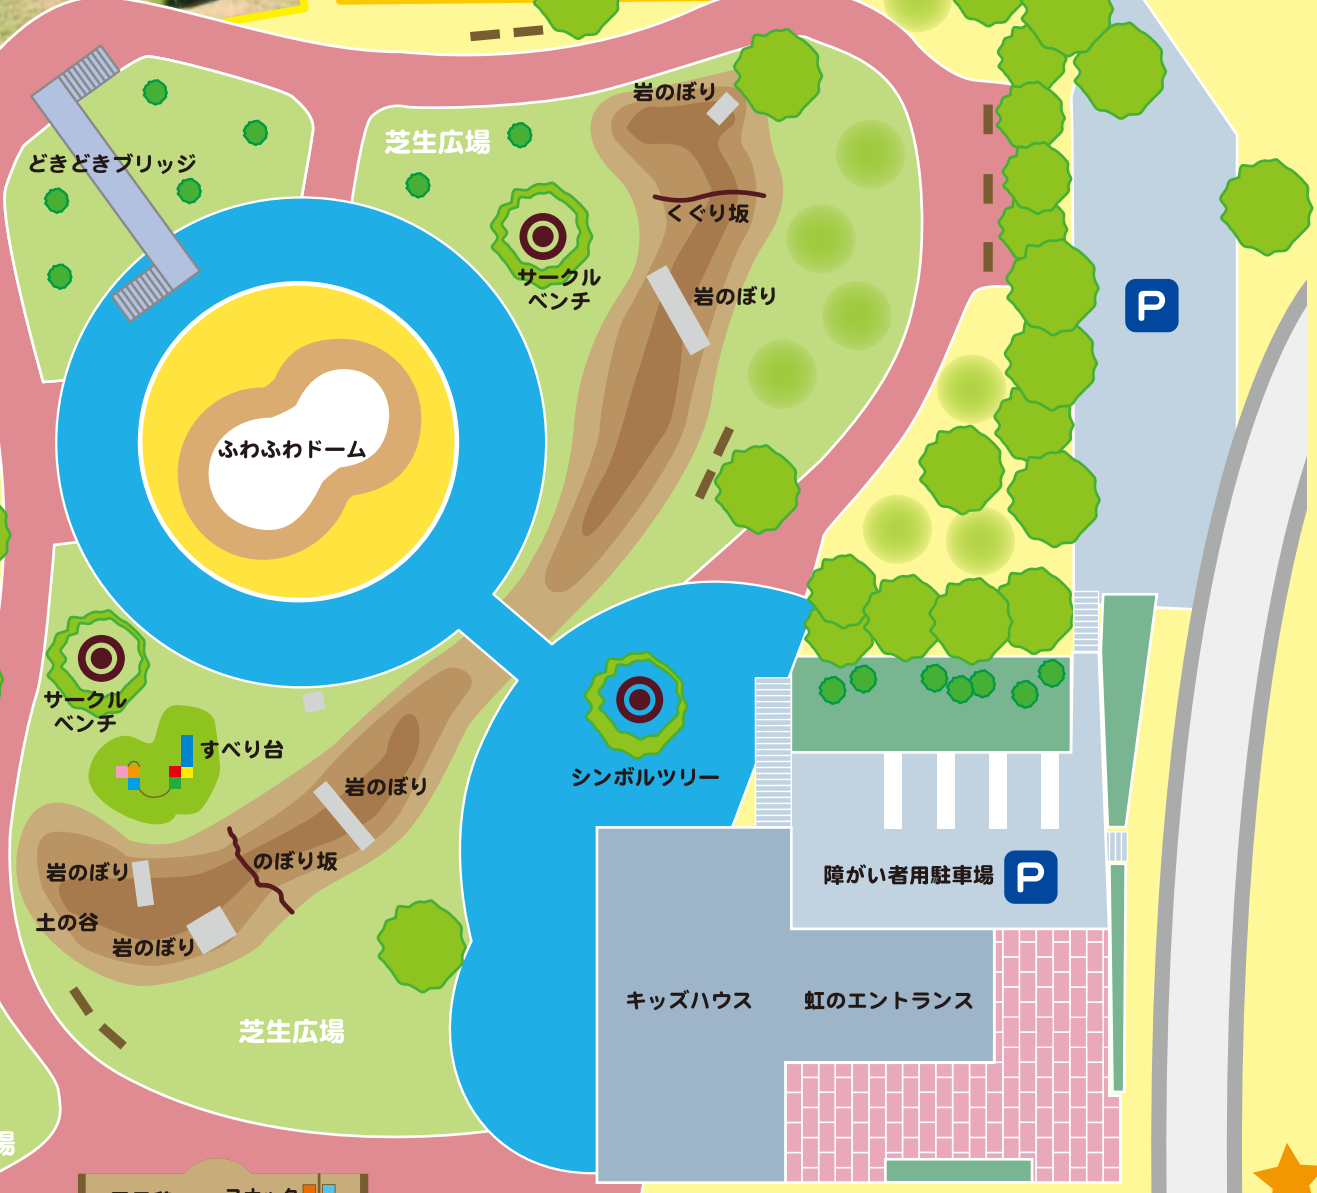 岩のぼり
芝生広場
どきどきブリッジ
くぐり坂
サークル
ベンチ
岩のぼり
P
ふわふわドーム
サークル
ベンチ
すべり台
シンボルツリー
岩のぼり
のぼり坂
岩のぼり
障がい者用駐車場
P
土の谷
岩のぼり
キッズハウス
虹のエントランス
芝生広場
場